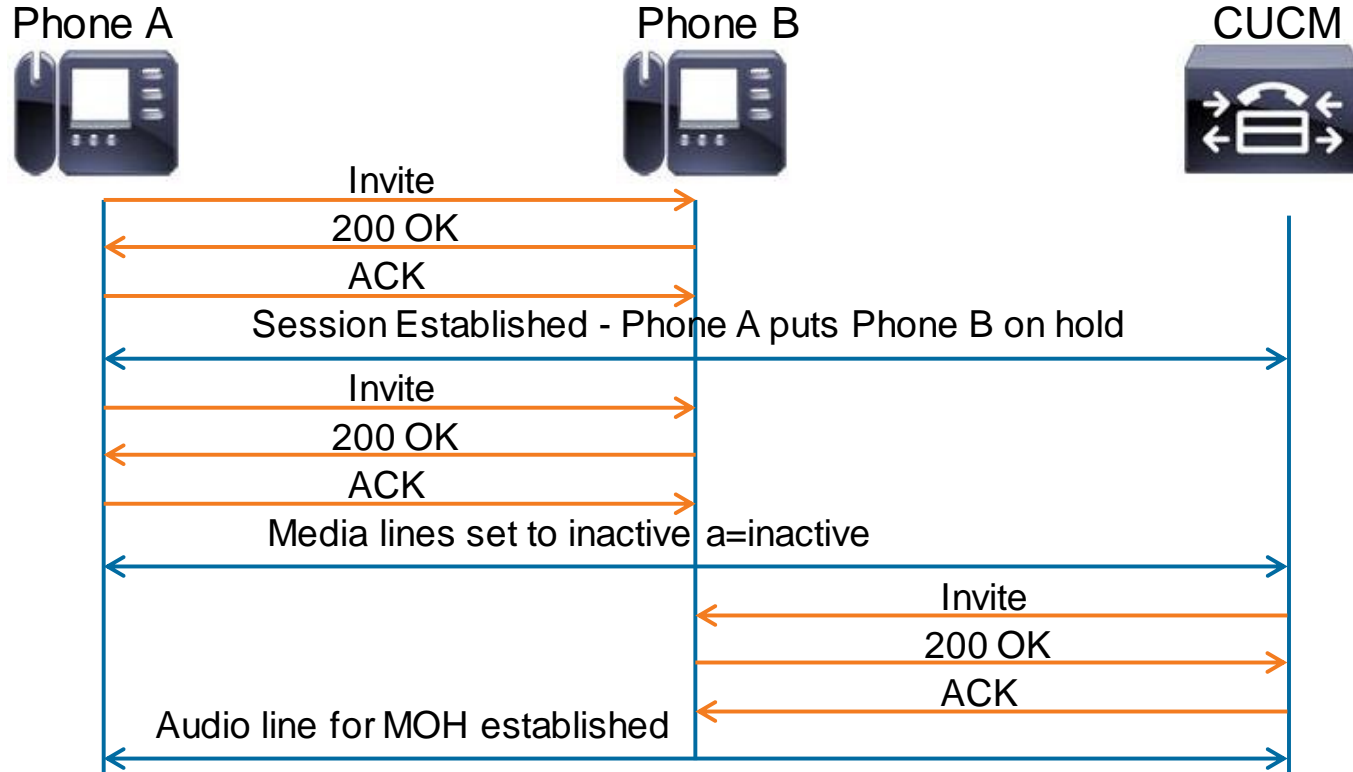 Phone A
Phone B
CUCM
Invite
200 OK
ACK
Session Established - Phone A puts Phone B on hold
Invite
200 OK
ACK
Media lines set to inactive a=inactive
Invite
200 OK
ACK
Audio line for MOH established